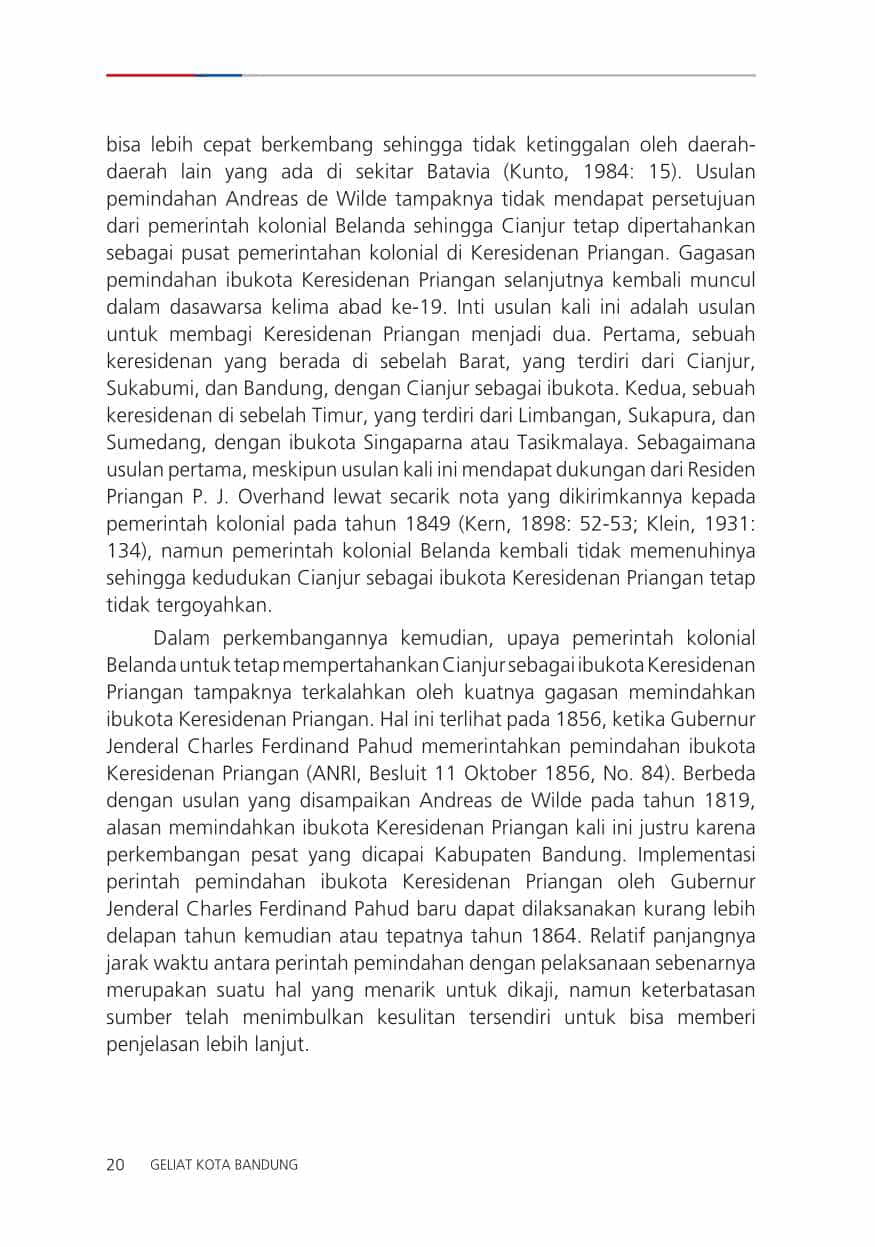 bisa lebih cepat berkembang sehingga tidak ketinggalan oleh daerah-
daerah lain yang ada di sekitar Batavia (Kunto, 1984: 15). Usulan
pemindahan Andreas de Wilde tampaknya tidak mendapat persetujuan
dari pemerintah kolonial Belanda sehingga Cianjur tetap dipertahankan
sebagai pusat pemerintahan kolonial di Keresidenan Priangan. Gagasan
pemindahan ibukota Keresidenan Priangan selanjutnya kembali muncul
dalam dasawarsa kelima abad ke-19. Inti usulan kali ini adalah usulan
untuk membagi Keresidenan Priangan menjadi dua. Pertama, sebuah
keresidenan yang berada di sebelah Barat, yang terdiri dari Cianjur,
Sukabumi, dan Bandung, dengan Cianjur sebagai ibukota. Kedua, sebuah
keresidenan di sebelah Timur, yang terdiri dari Limbangan, Sukapura, dan
Sumedang, dengan ibukota Singaparna atau Tasikmalaya. Sebagaimana
usulan pertama, meskipun usulan kali ini mendapat dukungan dari Residen
Priangan P. J. Overhand lewat secarik nota yang dikirimkannya kepada
pemerintah kolonial pada tahun 1849 (Kern, 1898: 52-53; Klein, 1931:
134), namun pemerintah kolonial Belanda kembali tidak memenuhinya
sehingga kedudukan Cianjur sebagai ibukota Keresidenan Priangan tetap
tidak tergoyahkan.
Dalam perkembangannya kemudian, upaya pemerintah kolonial
Belanda untuk tetap mempertahankan Cianjur sebagai ibukota Keresidenan
Priangan tampaknya terkalahkan oleh kuatnya gagasan memindahkan
ibukota Keresidenan Priangan. Hal ini terlihat pada 1856, ketika Gubernur
Jenderal Charles Ferdinand Pahud memerintahkan pemindahan ibukota
Keresidenan Priangan (ANRI, Besluit 11 Oktober 1856, No. 84). Berbeda
dengan usulan yang disampaikan Andreas de Wilde pada tahun 1819,
alasan memindahkan ibukota Keresidenan Priangan kali ini justru karena
perkembangan pesat yang dicapai Kabupaten Bandung. Implementasi
perintah pemindahan ibukota Keresidenan Priangan oleh Gubernur
Jenderal Charles Ferdinand Pahud baru dapat dilaksanakan kurang lebih
delapan tahun kemudian atau tepatnya tahun 1864. Relatif panjangnya
jarak waktu antara perintah pemindahan dengan pelaksanaan sebenarnya
merupakan suatu hal yang menarik untuk dikaji, namun keterbatasan
sumber telah menimbulkan kesulitan tersendiri untuk bisa memberi
penjelasan lebih lanjut.
20 GELIAT KOTA BANDUNG